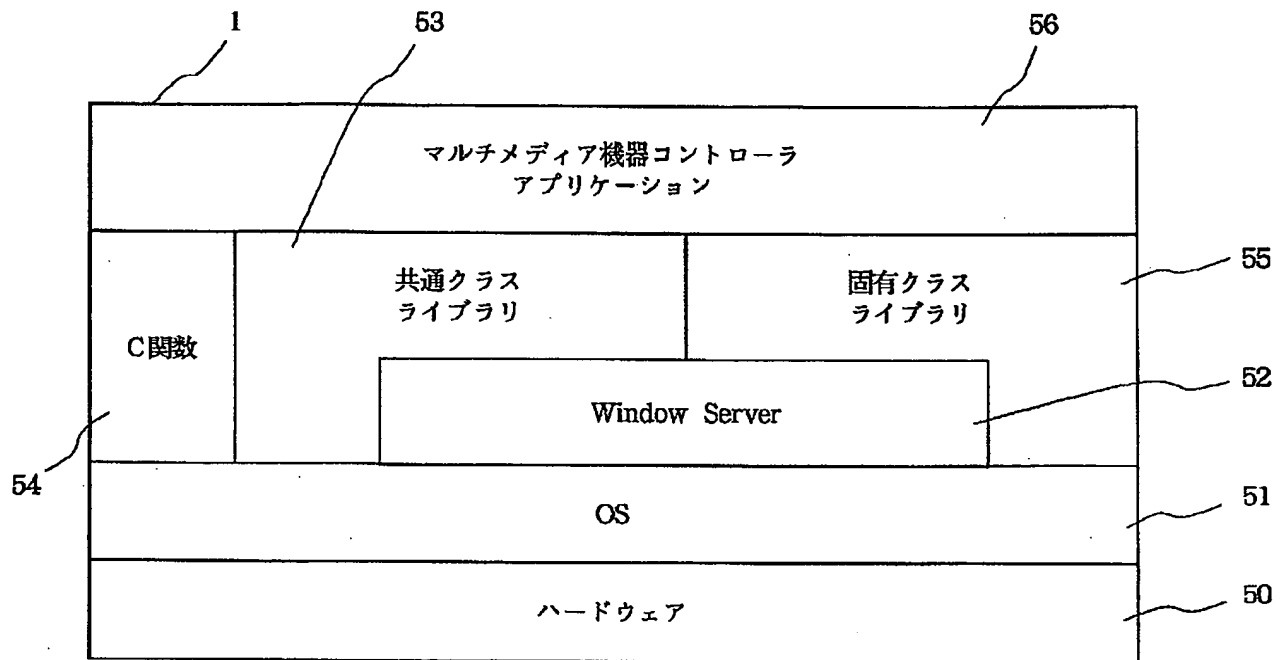 1
53
56
マルチメディア機器コントローラ
アプリケーション
共通クラス
ライブラリ
固有クラス
ライブラリ
55
C関数
Window Server
52
54
OS
51
ハードウェア
50